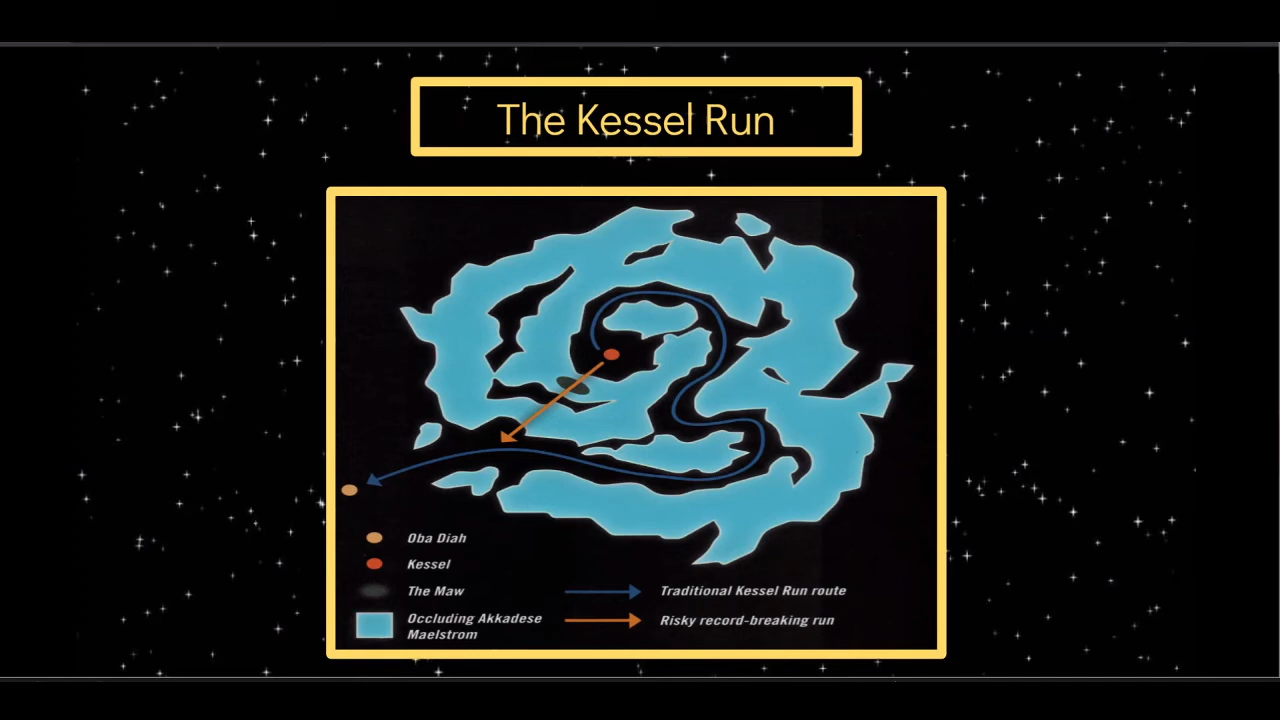 The Kessel Run
Oba Diah
Kessel
The Maw
Occluding Akkadese
Maelstrom
Traditional Kessel Run route
Risky record-breaking run